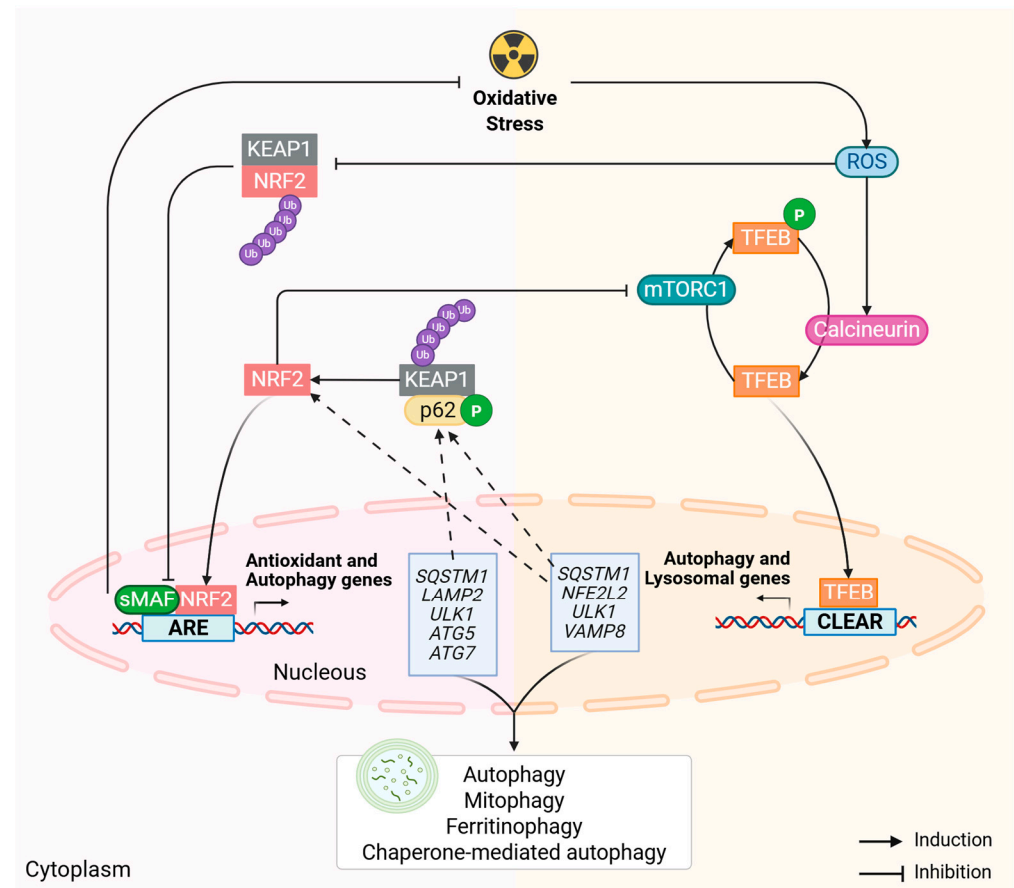 Oxidative
Stress
KEAP1
NRF2
Ub
Ub
Ub
Ub
Ub
ROS
P
TFEB
mTORC1
Calcineurin
TFEB
Ub
Ub
Ub
Ub
Ub
NRF2
KEAP1
p62
P
Antioxidant and
Autophagy genes
sMAF
NRF2
ARE
Nucleous
SQSTM1
LAMP2
ULK1
ATG5
ATG7
SQSTM1
NFE2L2
ULK1
VAMP8
Autophagy and
Lysosomal genes
TFEB
CLEAR
Autophagy
Mitophagy
Ferritinophagy
Chaperone-mediated autophagy
Cytoplasm
Induction
Inhibition